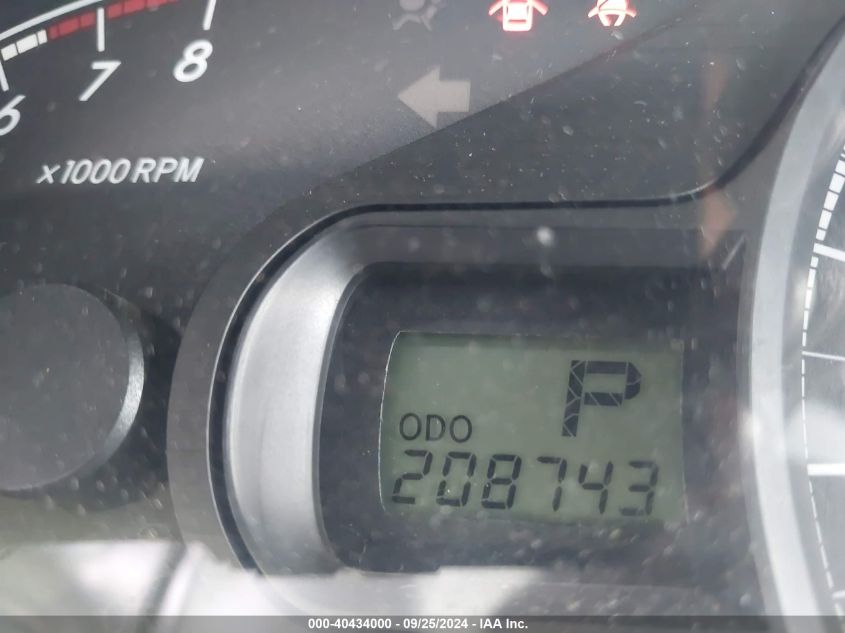 6 7 8
x1000 RPM
P
ODO
208743
000-40434000 - 09/25/2024 - IAA Inc.